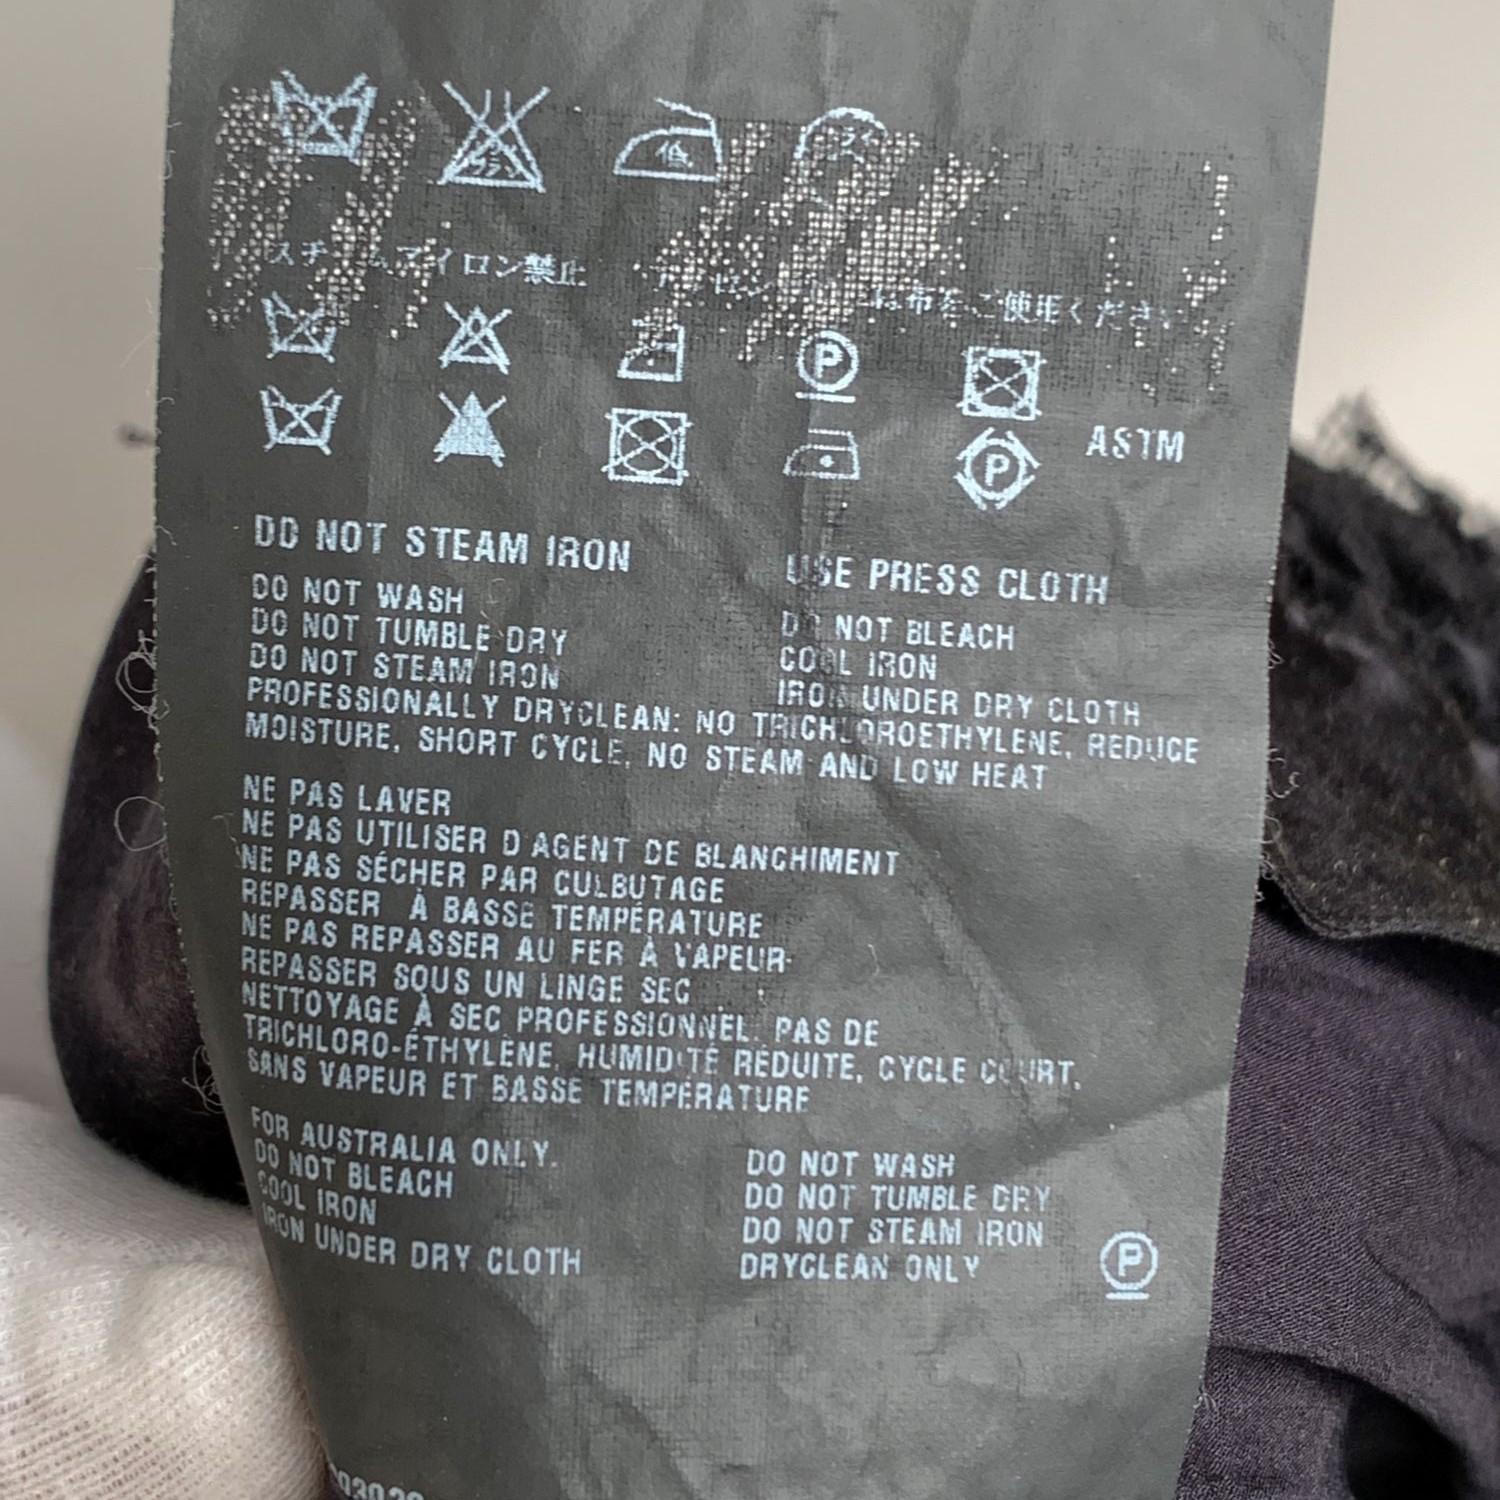 低
アイロン禁止
布をご使用ください
P
P
ASTM
DO NOT STEAM IRON
USE PRESS CLOTH
DO NOT WASH
DO NOT TUMBLE DRY
DO NOT STEAM IRON
DO NOT BLEACH
COOL IRON
IRON UNDER DRY CLOTH
PROFESSIONALLY DRYCLEAN: NO TRICHLOROETHYLENE, REDUCE
MOISTURE, SHORT CYCLE, NO STEAM AND LOW HEAT
NE PAS LAVER
NE PAS UTILISER D'AGENT DE BLANCHIMENT
NE PAS SÉCHER PAR CULBUTAGE
REPASSER À BASSE TEMPÉRATURE
NE PAS REPASSER AU FER À VAPEUR
REPASSER SOUS UN LINGE SEC
NETTOYAGE À SEC PROFESSIONNEL, PAS DE
TRICHLORO-ÉTHYLÈNE, HUMIDITÉ RÉDUITE, CYCLE COURT,
SANS VAPEUR ET BASSE TEMPÉRATURE
FOR AUSTRALIA ONLY.
DO NOT BLEACH
COOL IRON
IRON UNDER DRY CLOTH
DO NOT WASH
DO NOT TUMBLE DRY
DO NOT STEAM IRON
DRYCLEAN ONLY
P